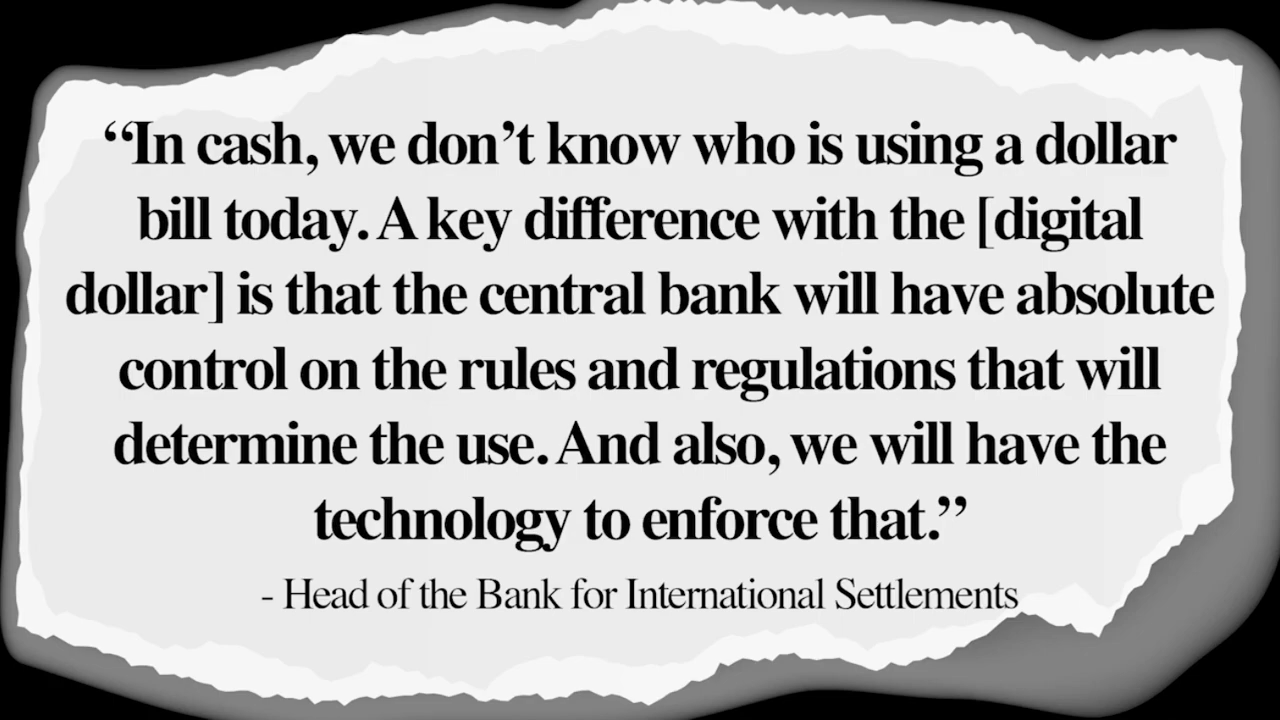 “In cash, we don’t know who is using a dollar
bill today. A key difference with the [digital
dollar] is that the central bank will have absolute
control on the rules and regulations that will
determine the use. And also, we will have the
technology to enforce that.”
- Head of the Bank for International Settlements